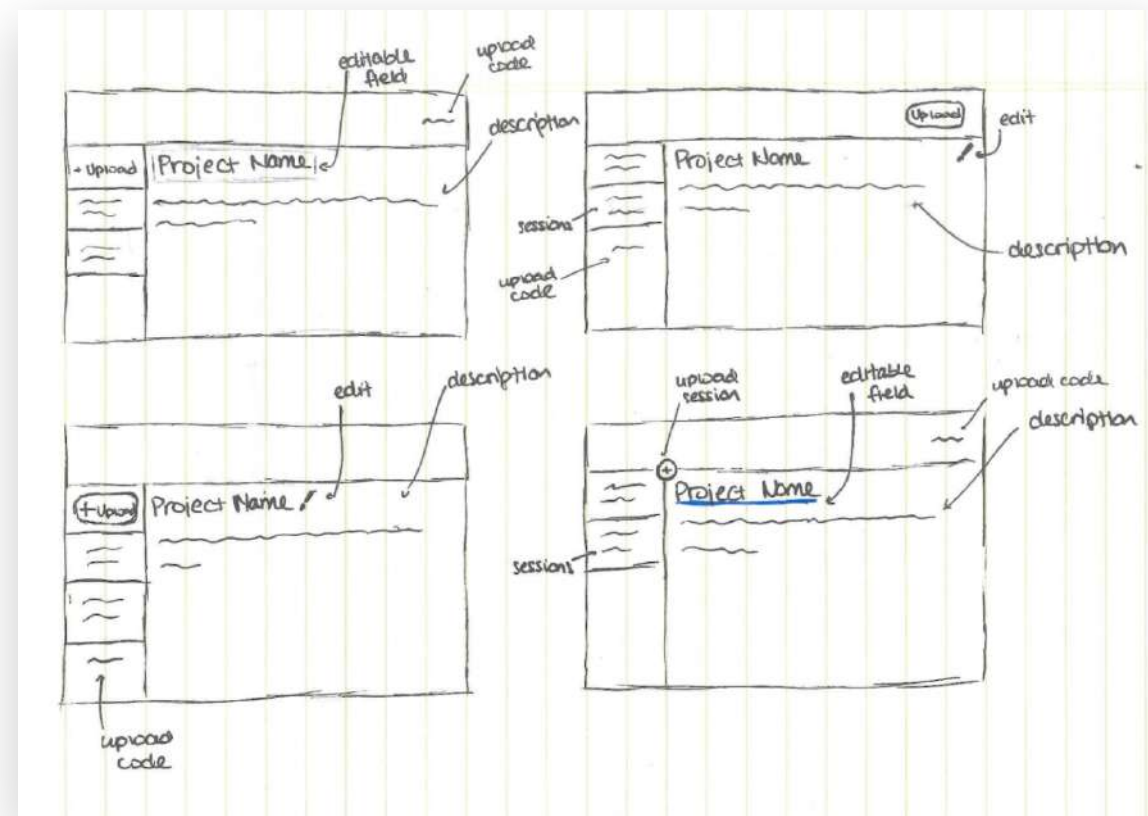 editable
field
upload
code
description
+ Upload
Project Name
Upload
edit
Project Name
sessions
upload
code
description
edit
description
+ Upload
Project Name
upload
code
upload
session
editable
field
upload code
description
+
Project Name
sessions